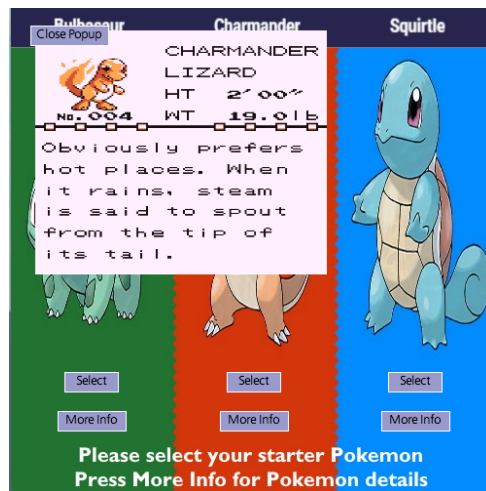 Bulbasaur Charmander Squirtle
Close Popup
CHARMANDER
LIZARD
HT 2′00″
No.004 WT 19.0lb
Obviously prefers
hot places. When
it rains, steam
is said to spout
from the tip of
its tail.
Select Select Select
More Info More Info More Info
Please select your starter Pokemon
Press More Info for Pokemon details